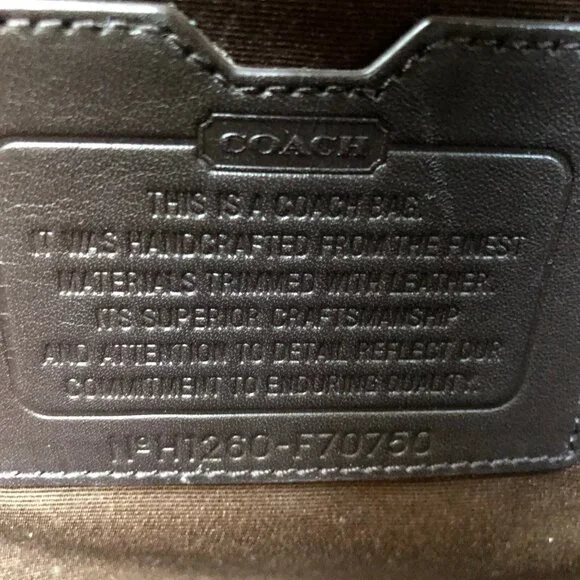 COACH
THIS IS A COACH BAG.
IT WAS HANDCRAFTED FROM THE FINEST
MATERIALS TRIMMED WITH LEATHER.
ITS SUPERIOR CRAFTSMANSHIP
AND ATTENTION TO DETAIL REFLECT OUR
COMMITMENT TO ENDURING QUALITY.
Nº H1260-F70750